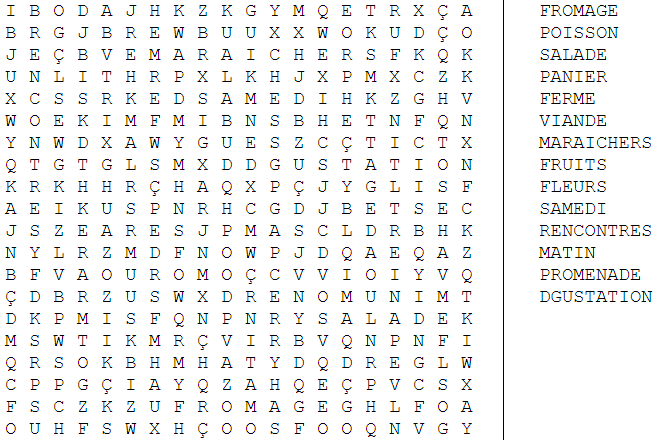 I B O D A J H K Z K G Y M Q E T R X Ç A FROMAGE
B R G J B R E W B U U X X W O K U D Ç O POISSON
J E Ç B V E M A R A I C H E R S F K Q K SALADE
U N L I T H R P X L K H J X P M X C Z K PANIER
X C S S R K E D S A M E D I H K Z G H V FERME
W O E K I M F M I B N S B H E T N F Q N VIANDE
Y N W D X A W Y G U E S Z C Ç T I C T X MARAICHERS
Q T G T G L S M X D D G U S T A T I O N FRUITS
K R K H H R Ç H A Q X P Ç J Y G L I S F FLEURS
A E I K U S P N R H C G D J B E T S E C SAMEDI
J S Z E A R E S J P M A S C L D R B H K RENCONTRES
N Y L R Z M D F N O W P J D Q A E Q A Z MATIN
B F V A O U R O M O Ç C V V I O I Y V Q PROMENADE
Ç D B R Z U S W X D R E N O M U N I M T DGUSTATION
D K P M I S F Q N P N R Y S A L A D E K
M S W T I K M R Ç V I R B V Q N P N F I
Q R S O K B H M H A T Y D Q D R E G L W
C P P G Ç I A Y Q Z A H Q E Ç P V C S X
F S C Z K Z U F R O M A G E G H L F O A
O U H F S W X H Ç O O S F O O Q N V G Y